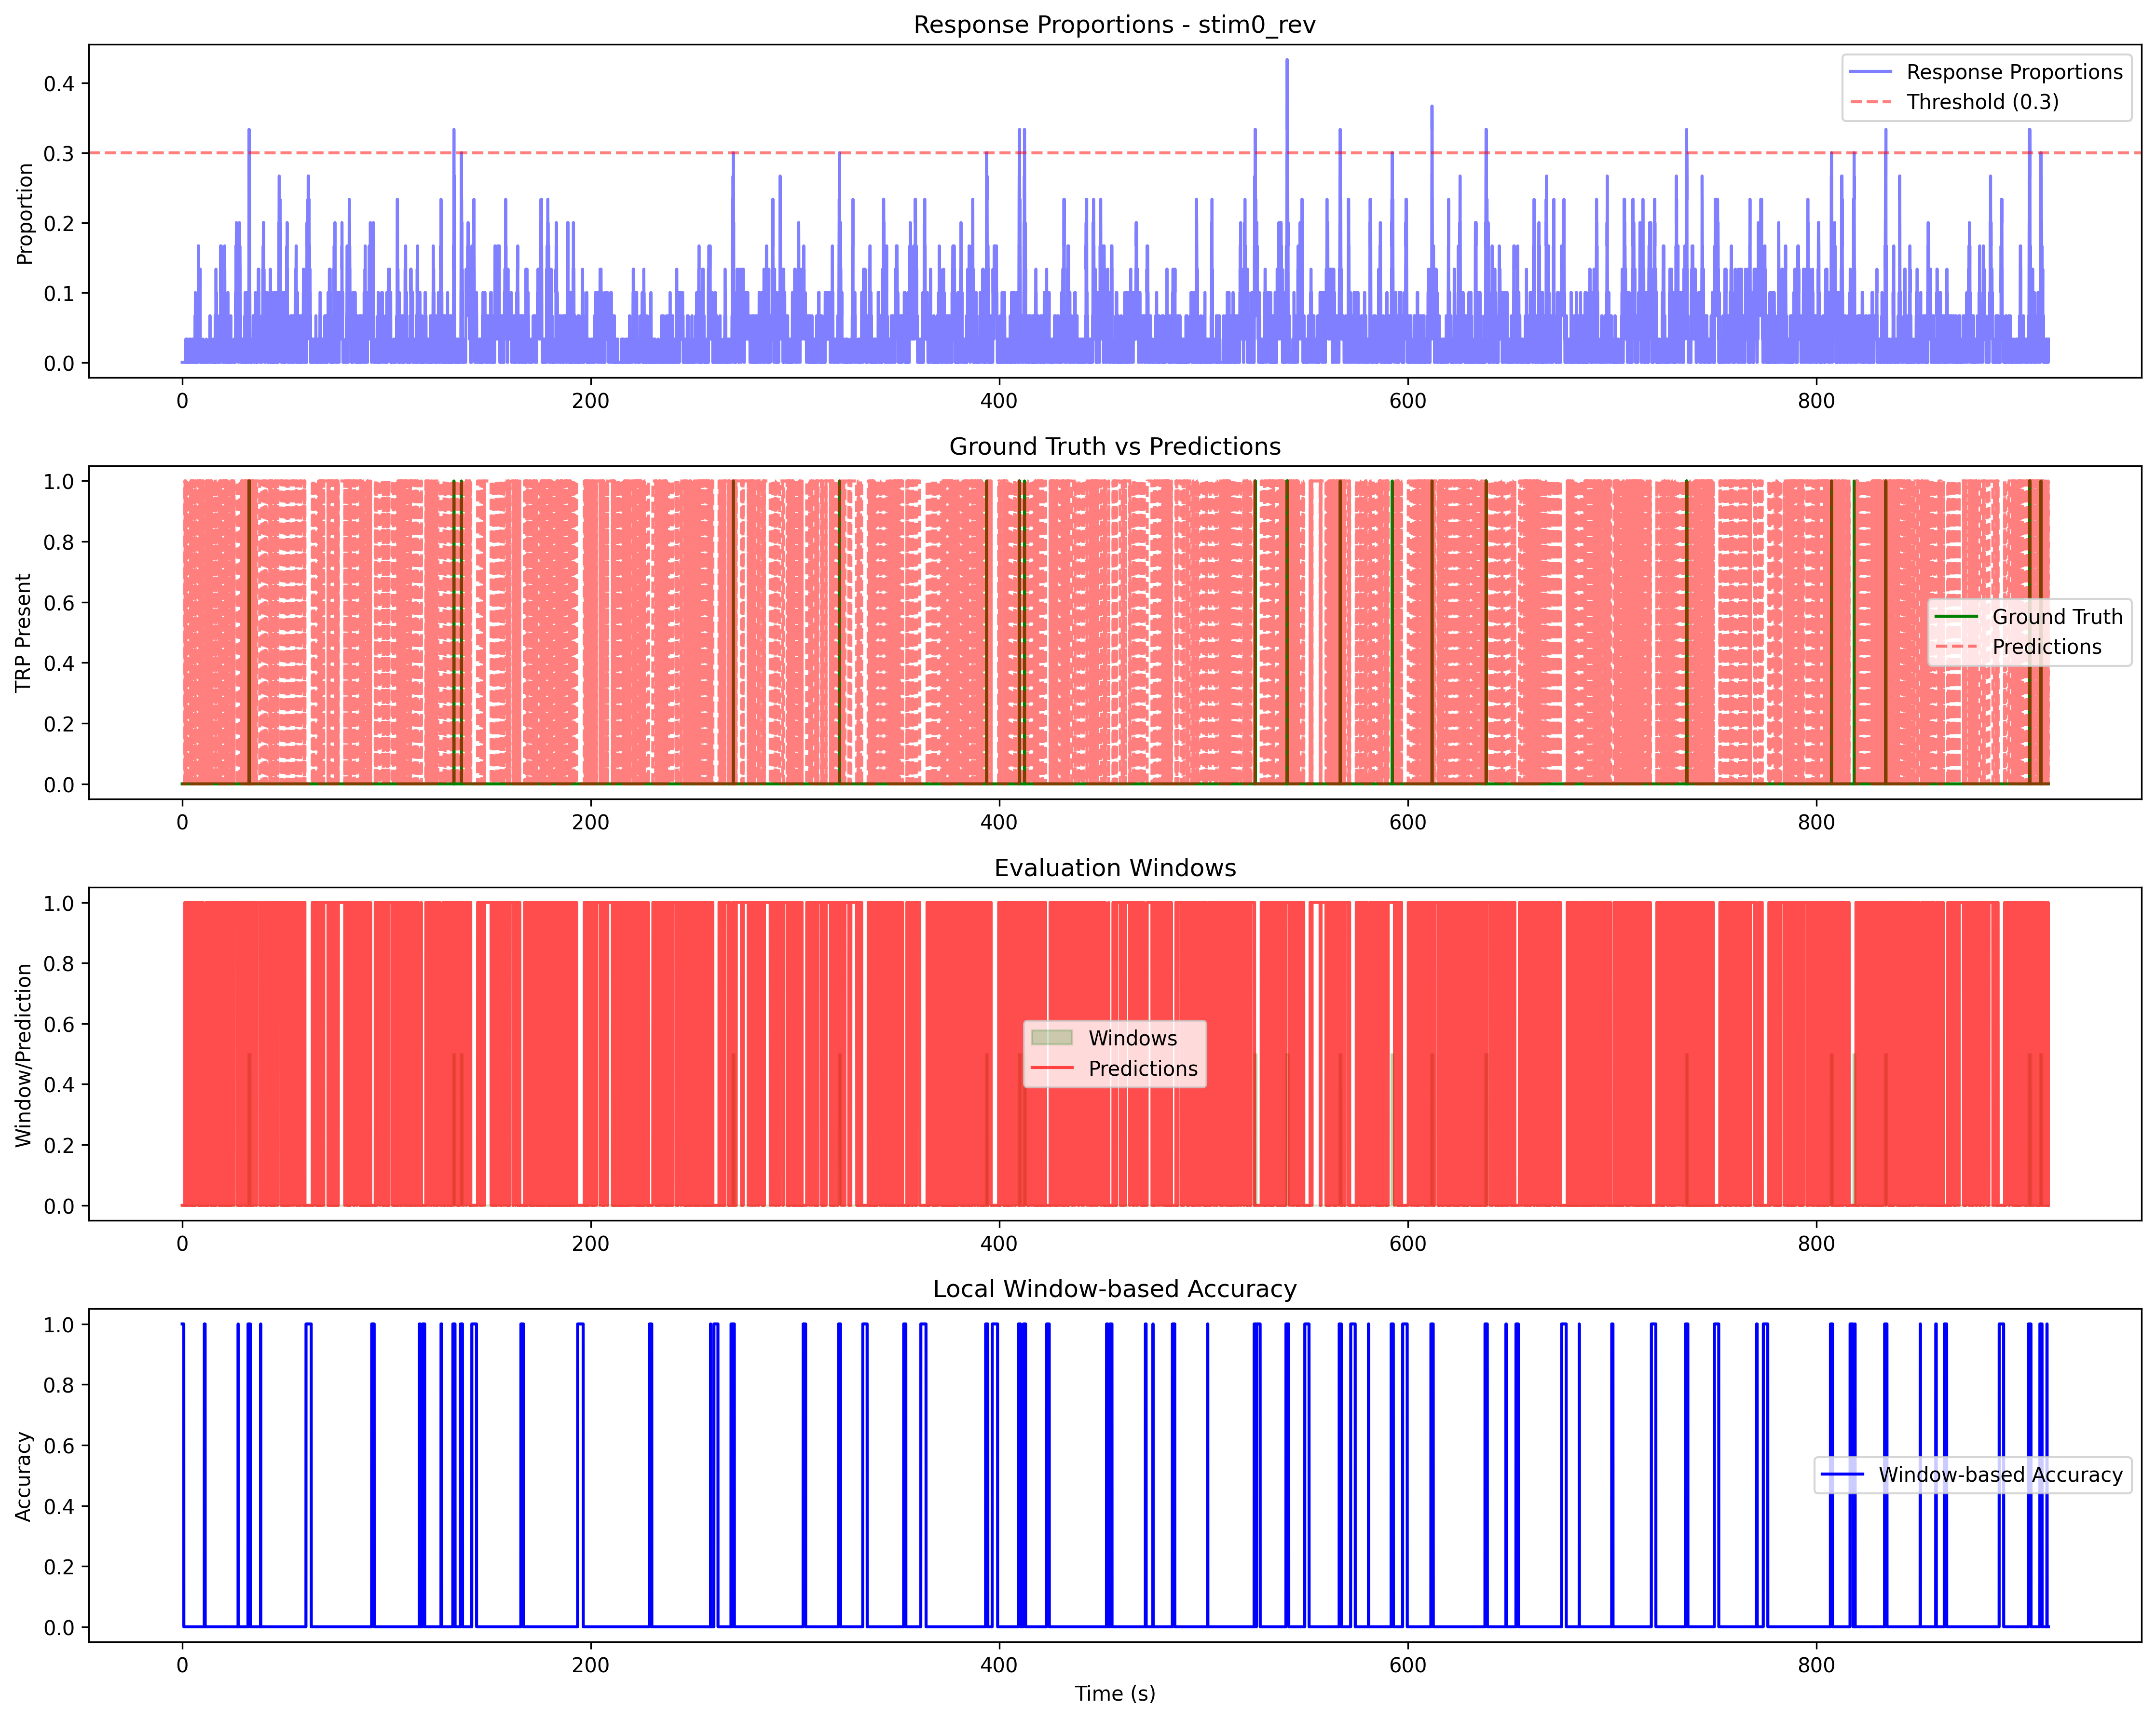 Response Proportions - stim0_rev
Proportion
0.4
0.3
0.2
0.1
0.0
Response Proportions
Threshold (0.3)
0 200 400 600 800
Ground Truth vs Predictions
TRP Present
1.0
0.8
0.6
0.4
0.2
0.0
Ground Truth
Predictions
0 200 400 600 800
Evaluation Windows
Window/Prediction
1.0
0.8
0.6
0.4
0.2
0.0
Windows
Predictions
0 200 400 600 800
Local Window-based Accuracy
Accuracy
1.0
0.8
0.6
0.4
0.2
0.0
Window-based Accuracy
0 200 400 600 800
Time (s)